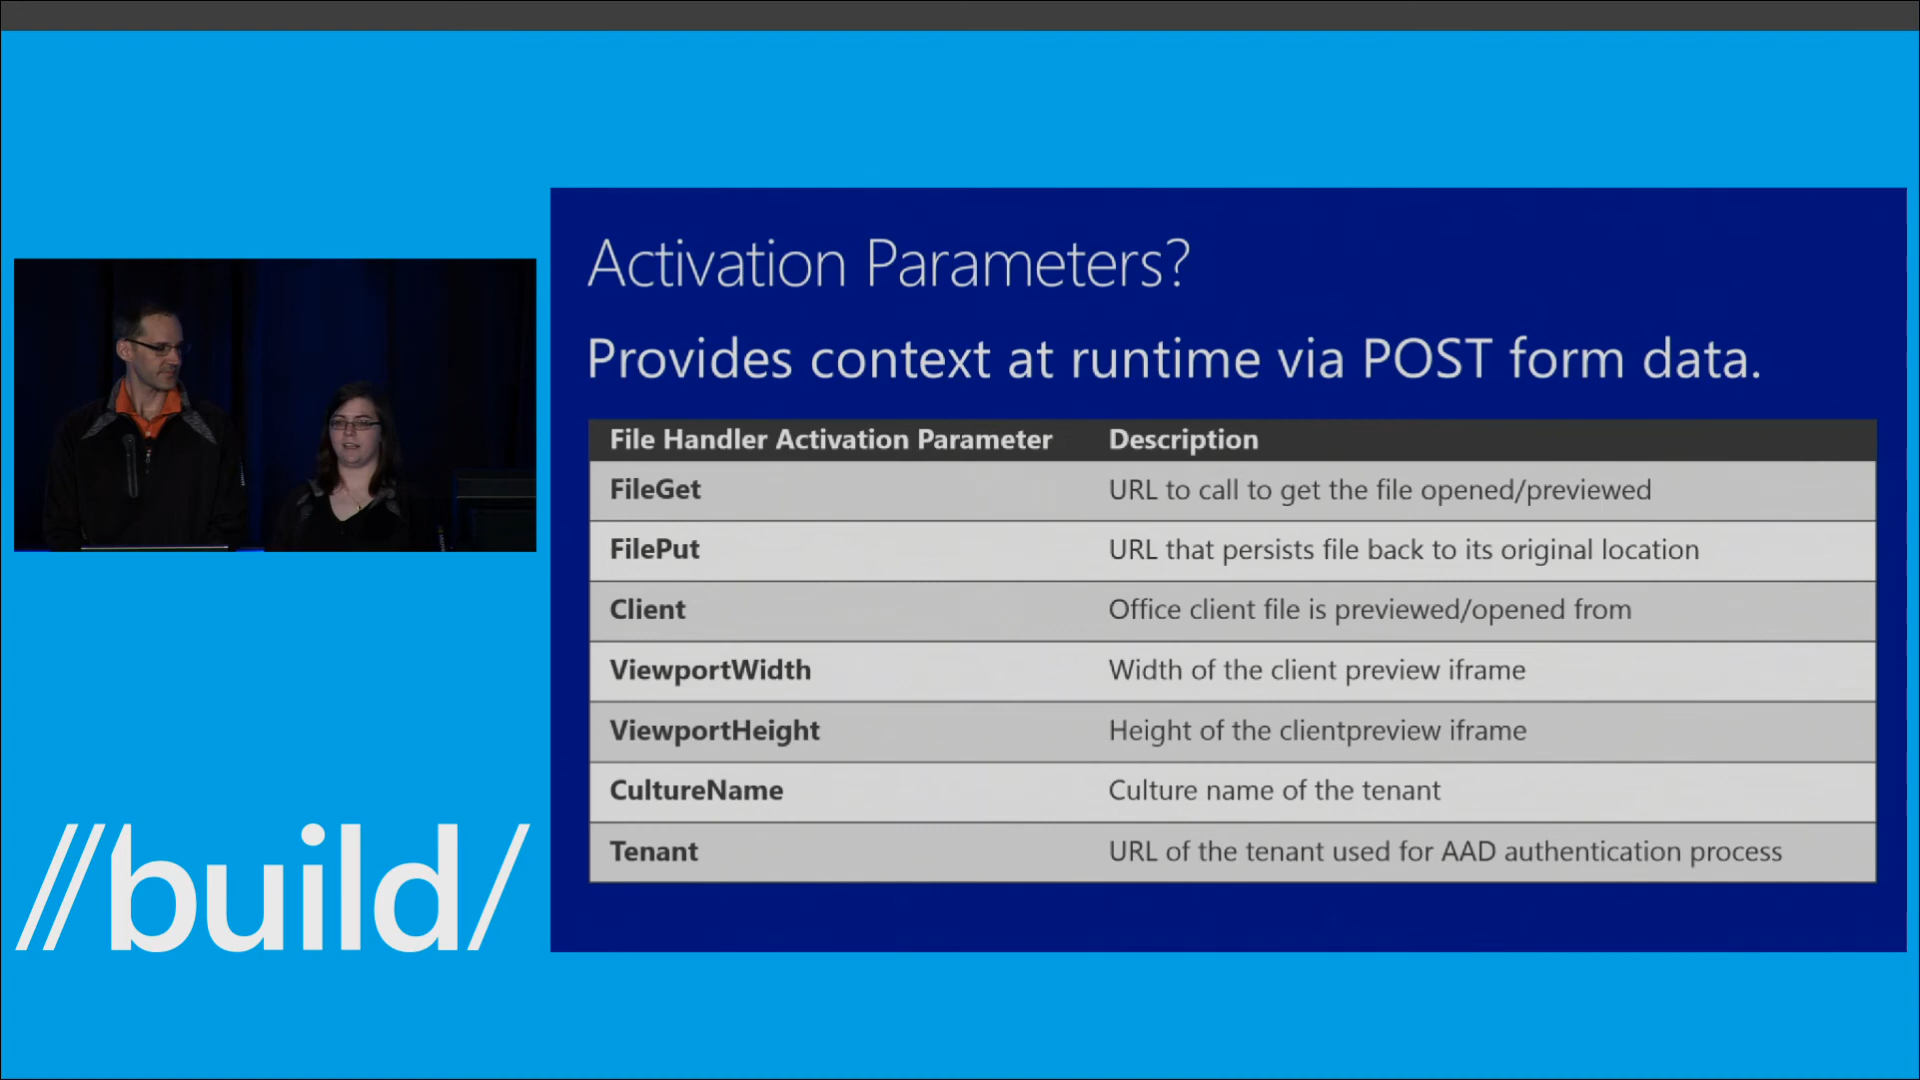 Activation Parameters?
Provides context at runtime via POST form data.
File Handler Activation Parameter Description
FileGet URL to call to get the file opened/previewed
FilePut URL that persists file back to its original location
Client Office client file is previewed/opened from
ViewportWidth Width of the client preview iframe
ViewportHeight Height of the clientpreview iframe
CultureName Culture name of the tenant
Tenant URL of the tenant used for AAD authentication process
//build/